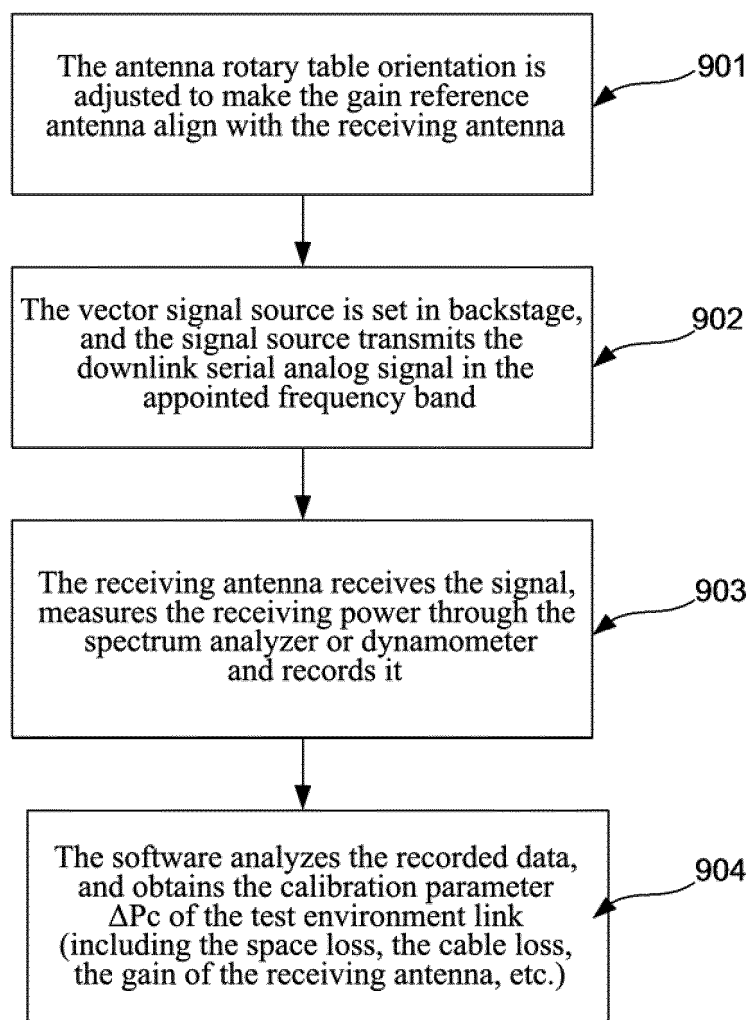 The antenna rotary table orientation is
adjusted to make the gain reference
antenna align with the receiving antenna
901
The vector signal source is set in backstage,
and the signal source transmits the
downlink serial analog signal in the
appointed frequency band
902
The receiving antenna receives the signal,
measures the receiving power through the
spectrum analyzer or dynamometer
and records it
903
The software analyzes the recorded data,
and obtains the calibration parameter
ΔPc of the test environment link
(including the space loss, the cable loss,
the gain of the receiving antenna, etc.)
904